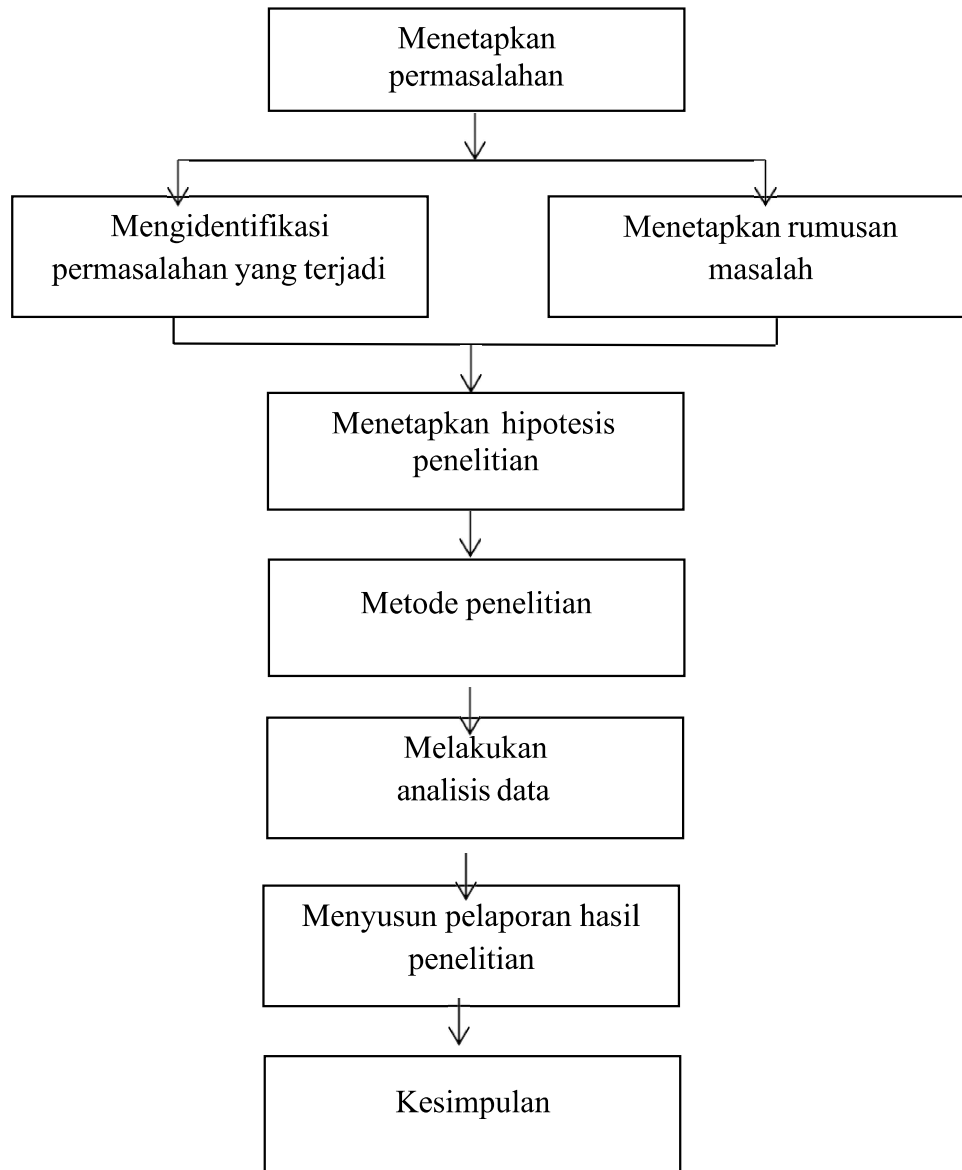 Menetapkan
permasalahan
Mengidentifikasi
permasalahan yang terjadi
Menetapkan rumusan
masalah
Menetapkan hipotesis
penelitian
Metode penelitian
Melakukan
analisis data
Menyusun pelaporan hasil
penelitian
Kesimpulan